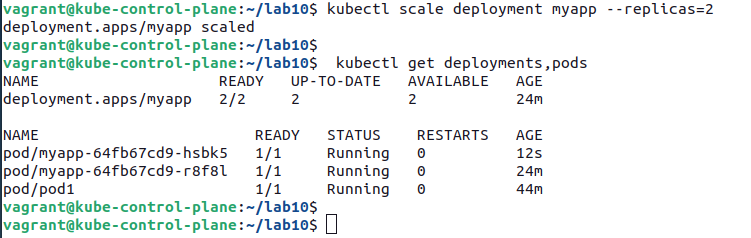 vagrant@kube-control-plane:~/lab10$ kubectl scale deployment myapp --replicas=2
deployment.apps/myapp scaled
vagrant@kube-control-plane:~/lab10$
vagrant@kube-control-plane:~/lab10$  kubectl get deployments,pods
NAME                    READY   UP-TO-DATE   AVAILABLE   AGE
deployment.apps/myapp   2/2     2            2           24m

NAME                         READY   STATUS    RESTARTS   AGE
pod/myapp-64fb67cd9-hsbk5   1/1     Running   0          12s
pod/myapp-64fb67cd9-r8f8l   1/1     Running   0          24m
pod/pod1                    1/1     Running   0          44m
vagrant@kube-control-plane:~/lab10$
vagrant@kube-control-plane:~/lab10$